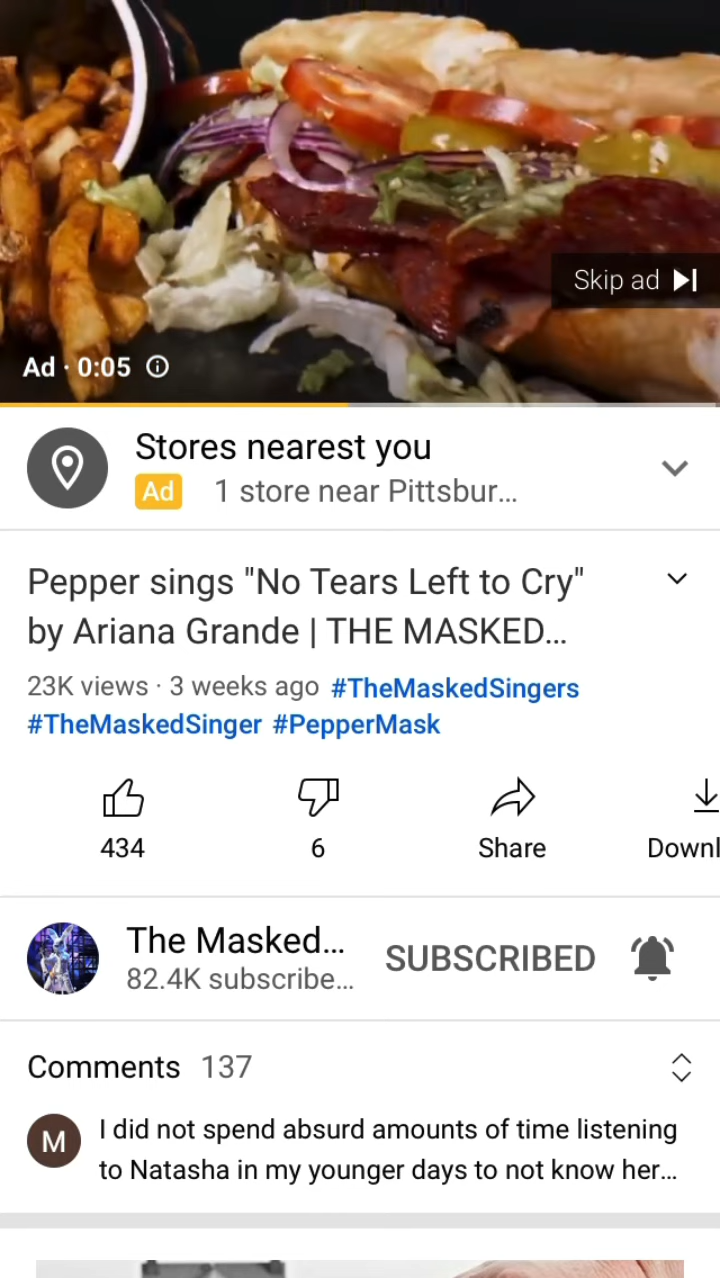 Skip ad
Ad · 0:05
Stores nearest you
Ad 1 store near Pittsbur...
Pepper sings "No Tears Left to Cry"
by Ariana Grande | THE MASKED...
23K views · 3 weeks ago #TheMaskedSingers
#TheMaskedSinger #PepperMask
434 6 Share Downl
The Masked... SUBSCRIBED
82.4K subscribe...
Comments 137
M I did not spend absurd amounts of time listening
to Natasha in my younger days to not know her...